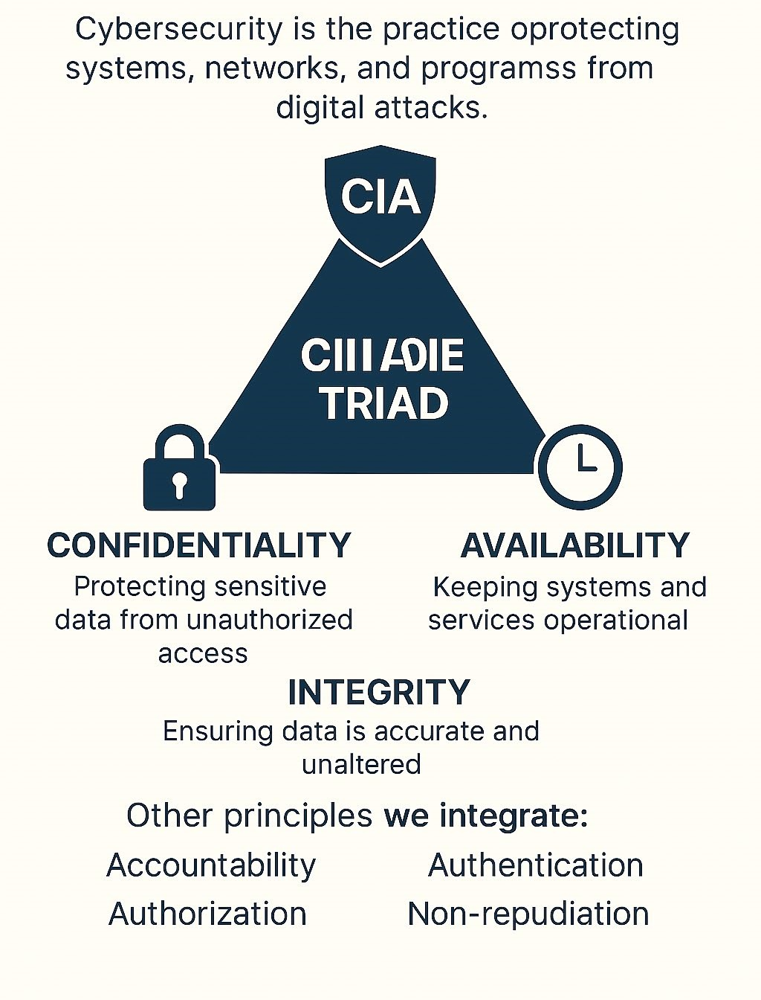 Cybersecurity is the practice oprotecting
systems, networks, and programss from
digital attacks.
CIA
TRIAD
CONFIDENTIALITY
Protecting sensitive
data from unauthorized
access
AVAILABILITY
Keeping systems and
services operational
INTEGRITY
Ensuring data is accurate and
unaltered
Other principles we integrate:
Accountability
Authentication
Authorization
Non-repudiation